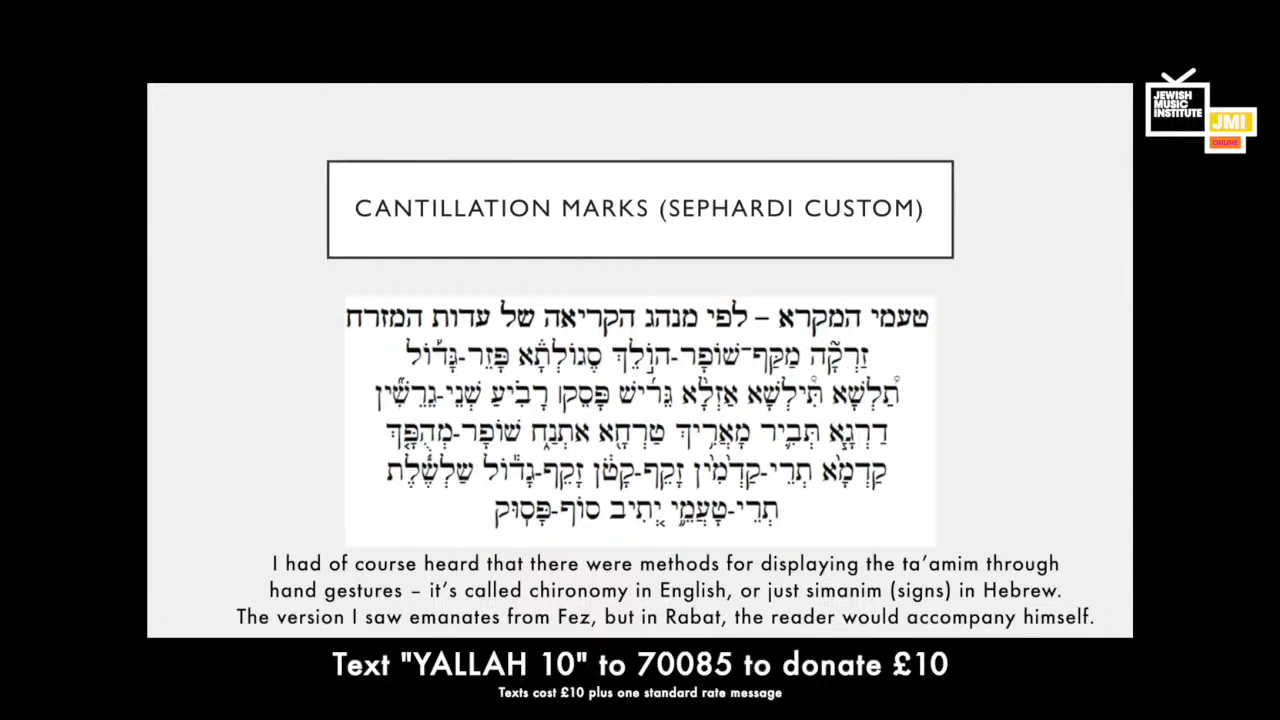 JEWISH
MUSIC
INSTITUTE
JMI
ONLINE
CANTILLATION MARKS (SEPHARDI CUSTOM)
טעמי המקרא – לפי מנהג הקריאה של עדות המזרח
זַרְקָ֘ה מַקַּף־שׁוֹפָר-הוֹלֵ֣ךְ סְגוֹלְתָּ֒א פָּזֵר-גָּד֡וֹל
תַלְשָׁא֠ תִּ֩ילְשָׁא אַזְלָ֨א גֵּרִ֜ישׁ פָּסֵק׀ רָבִ֗יעַ שְׁנֵי-גֵרֵשִׁ֞ין
דַּרְגָּ֧א תְּבִ֛יר מָאֲרִ֥יךְ טַרְחָ֖א אֶתְנָ֑ח שׁוֹפָר-מְהֻפָּ֤ךְ
קַדְמָ֨א תְּרֵי-קַדְמִ֨ין זָקֵף-קָט֔ן זָקֵף-גָּד֕וֹל שַׁלְשֶׁ֓לֶת
תְּרֵי-טַעֲמֵ֦י יְ֚תִיב סוֹף-פָּסֽוּק
I had of course heard that there were methods for displaying the ta’amim through
hand gestures – it’s called chironomy in English, or just simanim (signs) in Hebrew.
The version I saw emanates from Fez, but in Rabat, the reader would accompany himself.
Text "YALLAH 10" to 70085 to donate £10
Texts cost £10 plus one standard rate message